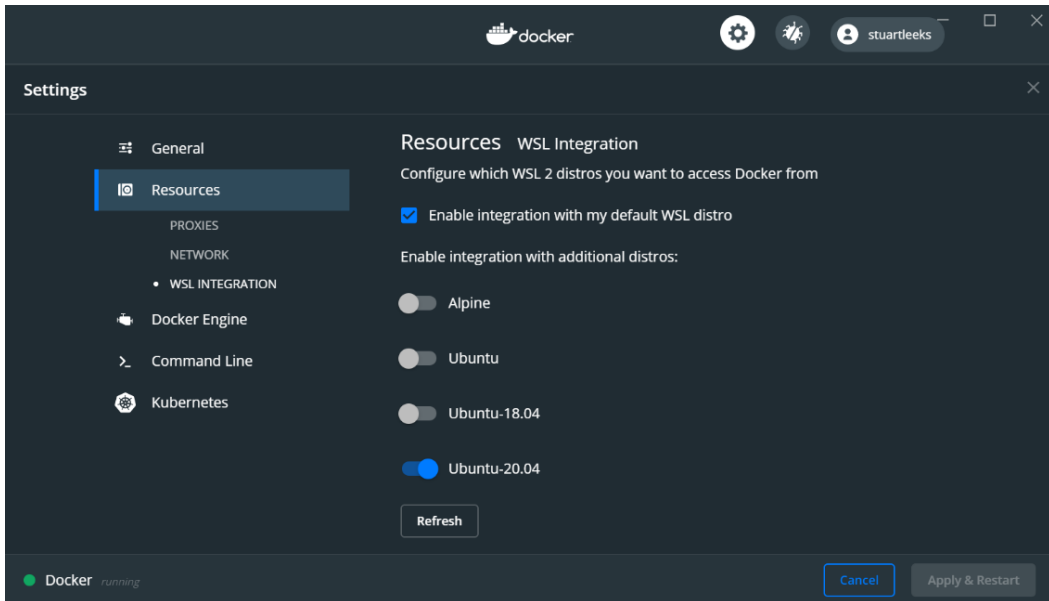 docker
stuartleeks
Settings
General
Resources
PROXIES
NETWORK
WSL INTEGRATION
Docker Engine
Command Line
Kubernetes
Resources WSL Integration
Configure which WSL 2 distros you want to access Docker from
Enable integration with my default WSL distro
Enable integration with additional distros:
Alpine
Ubuntu
Ubuntu-18.04
Ubuntu-20.04
Refresh
Docker running
Cancel
Apply & Restart